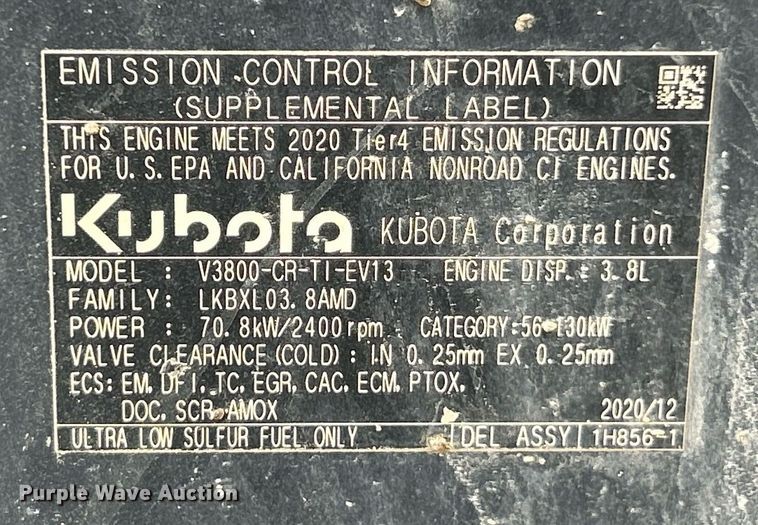 EMISSION CONTROL INFORMATION
(SUPPLEMENTAL LABEL)
THIS ENGINE MEETS 2020 Tier4 EMISSION REGULATIONS
FOR U.S. EPA AND CALIFORNIA NONROAD CI ENGINES.
Kubota KUBOTA Corporation
MODEL : V3800-CR-TI-EV13 ENGINE DISP. : 3.8L
FAMILY: LKBXL03.8AMD
POWER : 70.8kW/2400rpm CATEGORY:56-130kW
VALVE CLEARANCE(COLD): IN 0.25mm EX 0.25mm
ECS: EM, DFI, TC, EGR, CAC, ECM, PTOX,
DOC, SCR, AMOX 2020/12
ULTRA LOW SULFUR FUEL ONLY DEL ASSY 1H856-1
Purple Wave Auction